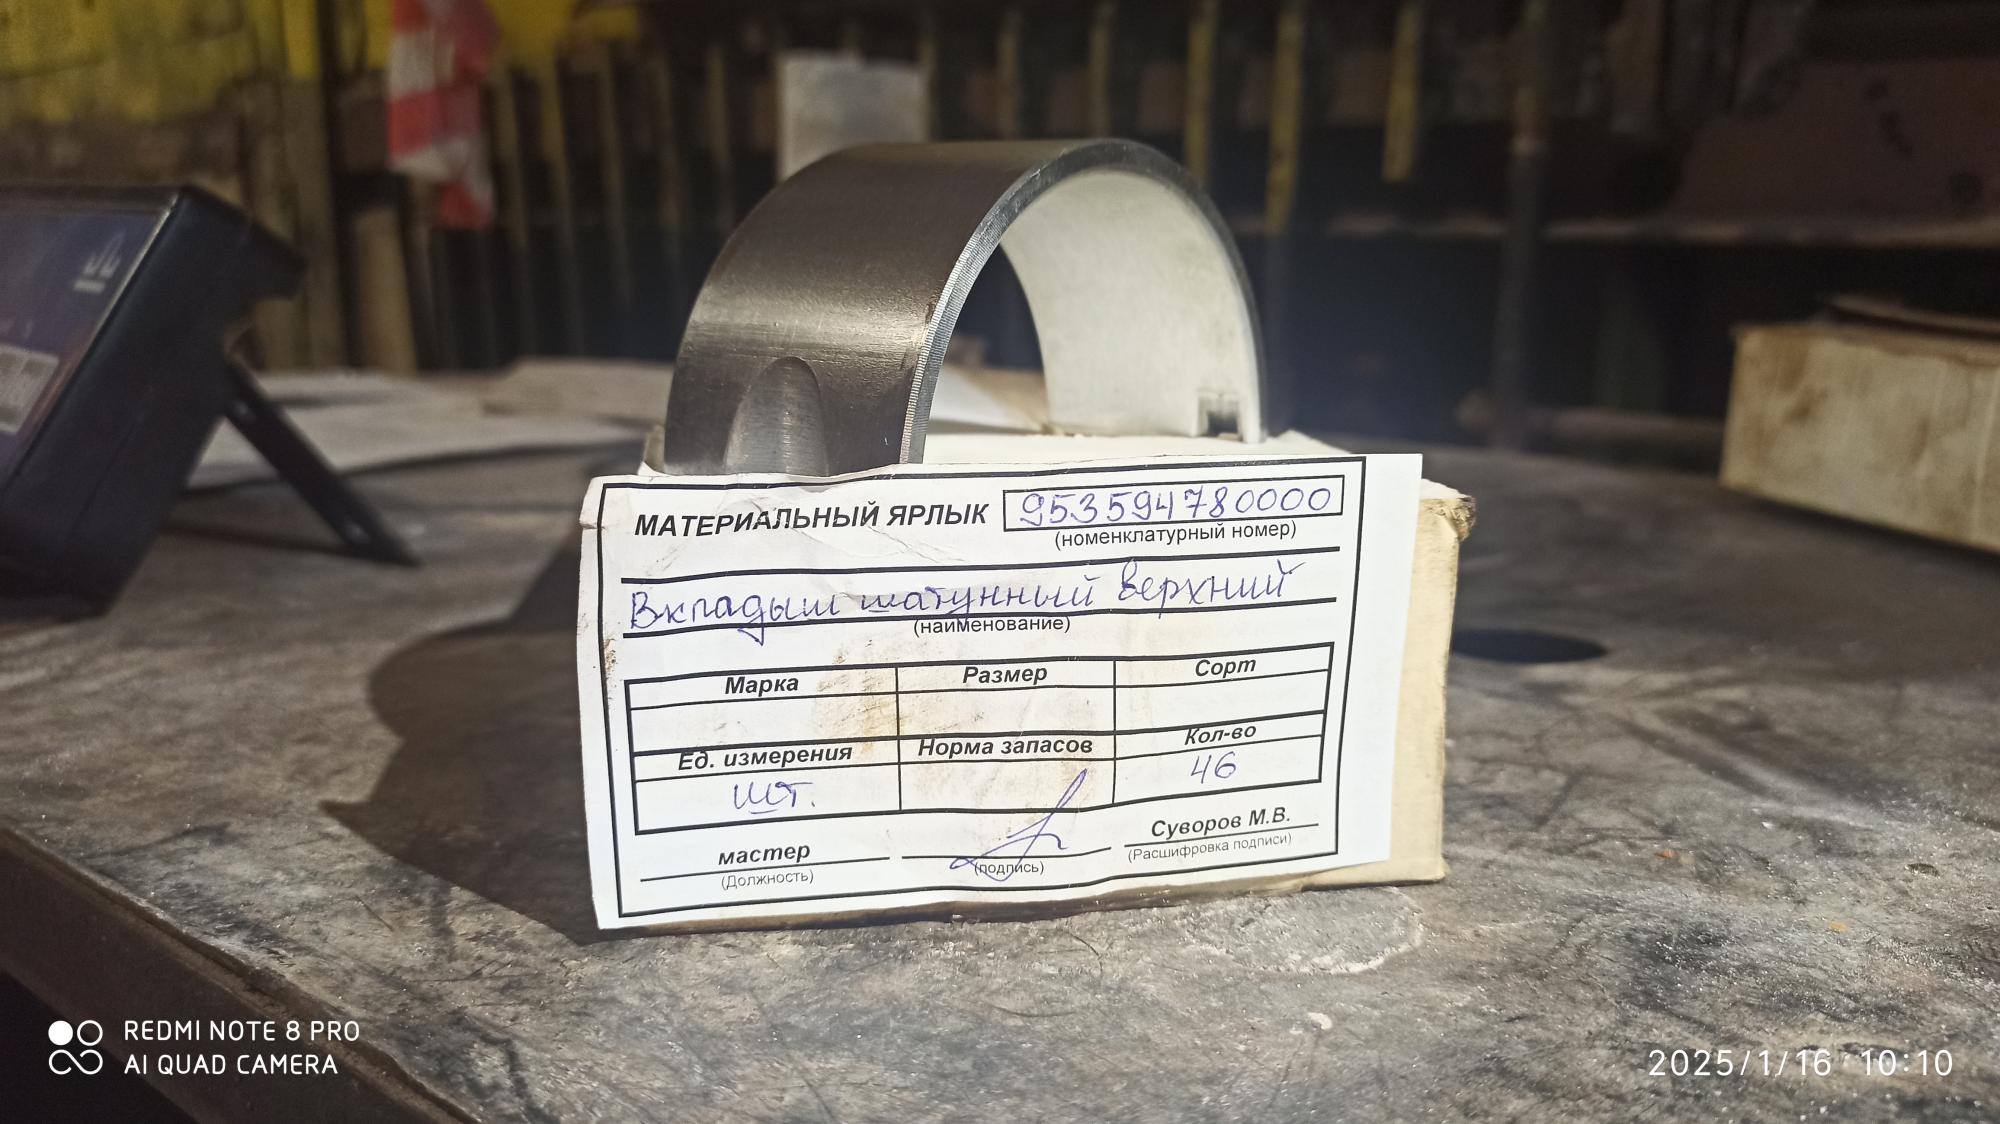 МАТЕРИАЛЬНЫЙ ЯРЛЫК 953594780000
(номенклатурный номер)
Вкладыш шатунный верхний
(наименование)
Марка Размер Сорт
Ед. измерения Норма запасов Кол-во
шт. 46
мастер Суворов М.В.
(Должность) (подпись) (Расшифровка подписи)
REDMI NOTE 8 PRO
AI QUAD CAMERA
2025/1/16 10:10